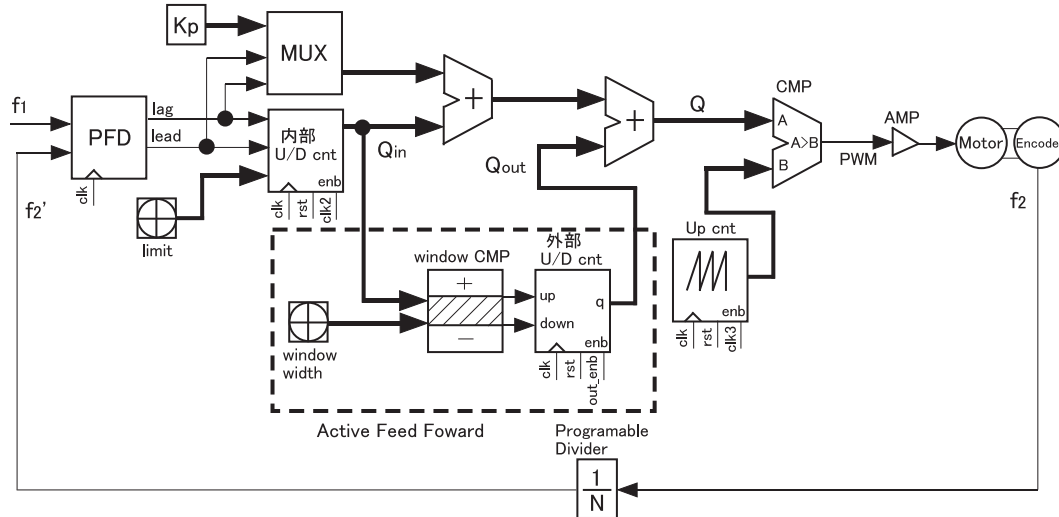 Kp
MUX
f1
PFD
lag
lead
clk
f2'
limit
内部
U/D cnt
enb
clk
rst
clk2
Qin
+
+
Qout
Q
CMP
A
A>B
B
PWM
AMP
Motor
Encode
f2
Up cnt
enb
clk
rst
clk3
window CMP
+
−
外部
U/D cnt
up
q
down
enb
clk
rst
out_enb
window
width
Active Feed Foward
Programable
Divider
1
N